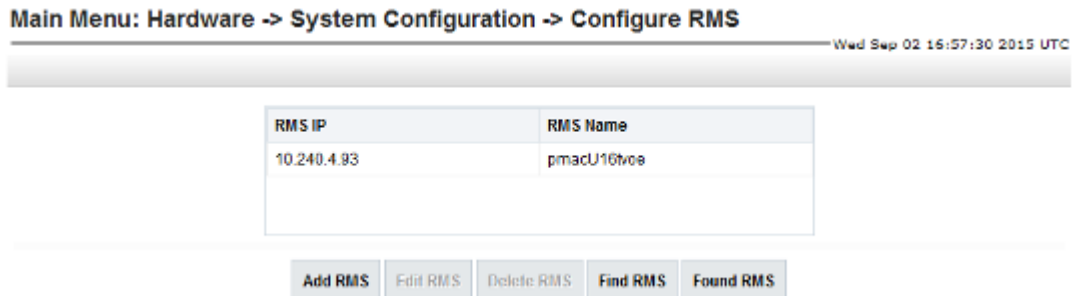 Main Menu: Hardware -> System Configuration -> Configure RMS
Wed Sep 02 16:57:30 2015 UTC
RMS IP RMS Name
10.240.4.93 pmacU16tvoe
Add RMS Edit RMS Delete RMS Find RMS Found RMS